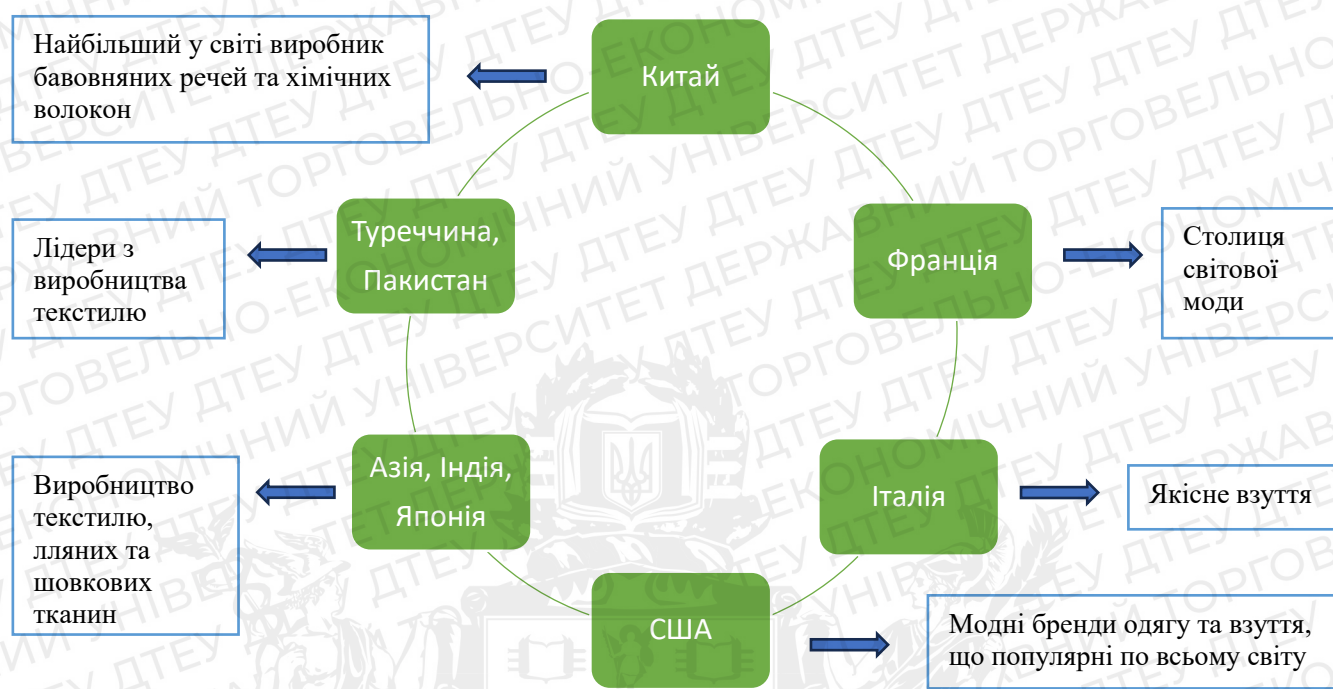 Найбільший у світі виробник
бавовняних речей та хімічних
волокон
Китай
Туреччина,
Пакистан
Лідери з
виробництва
текстилю
Франція
Столиця
світової
моди
Азія, Індія,
Японія
Виробництво
текстилю,
лляних та
шовкових
тканин
Італія
Якісне взуття
США
Модні бренди одягу та взуття,
що популярні по всьому світу